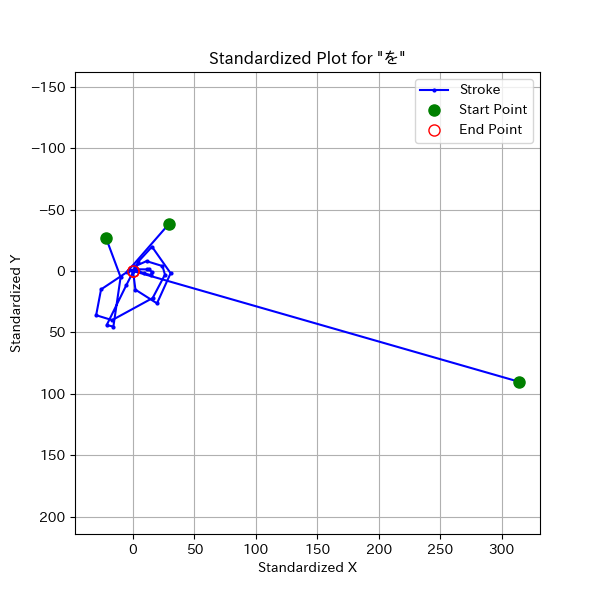 Standardized Plot for "を"
Stroke
Start Point
End Point
−150
−100
−50
0
50
100
150
200
Standardized Y
0 50 100 150 200 250 300
Standardized X